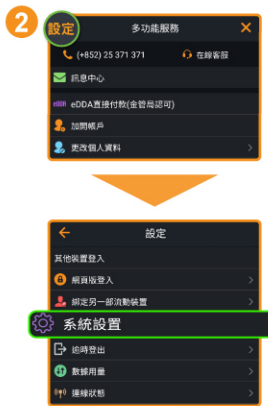 2
設定 多功能服務 ×
(+852) 25 371 371 在線客服
訊息中心
eDDA eDDA直接付款(金管局認可)
加開帳戶
更改個人資料
設定
其他裝置登入
網頁版登入
綁定另一部流動裝置
系統設置
逾時登出
數據用量
連線狀態